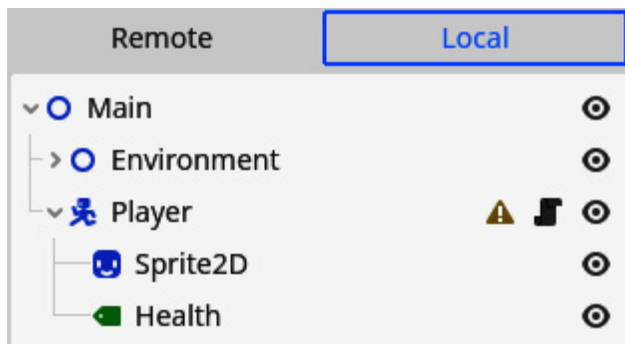 Remote Local
Main
Environment
Player
Sprite2D
Health